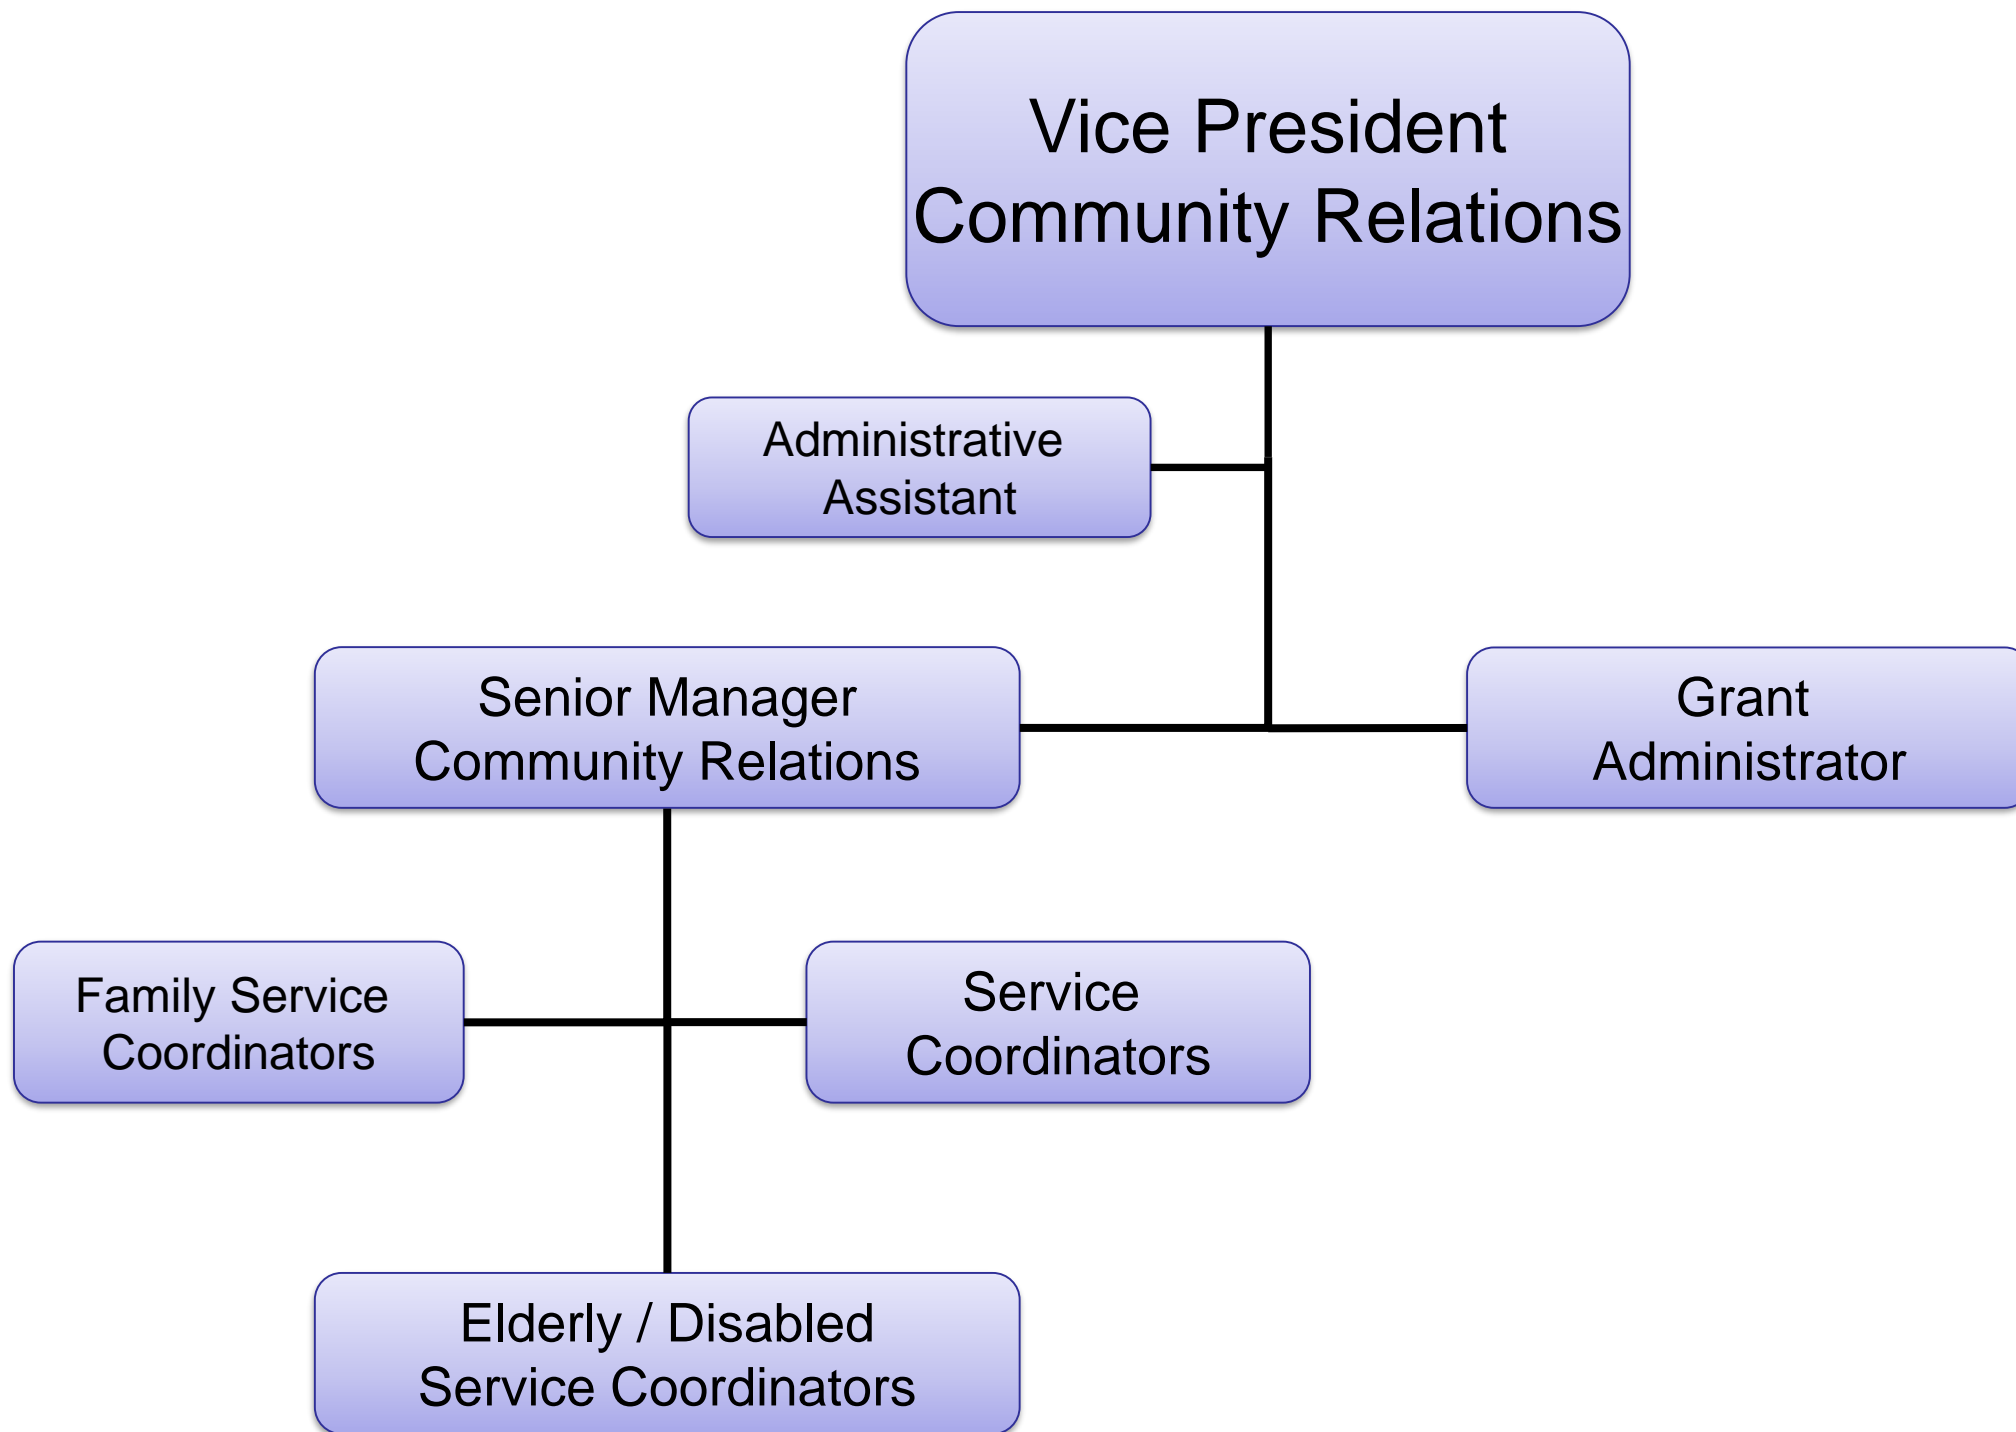 Vice President
Community Relations
Administrative
Assistant
Senior Manager
Community Relations
Grant
Administrator
Family Service
Coordinators
Service
Coordinators
Elderly / Disabled
Service Coordinators